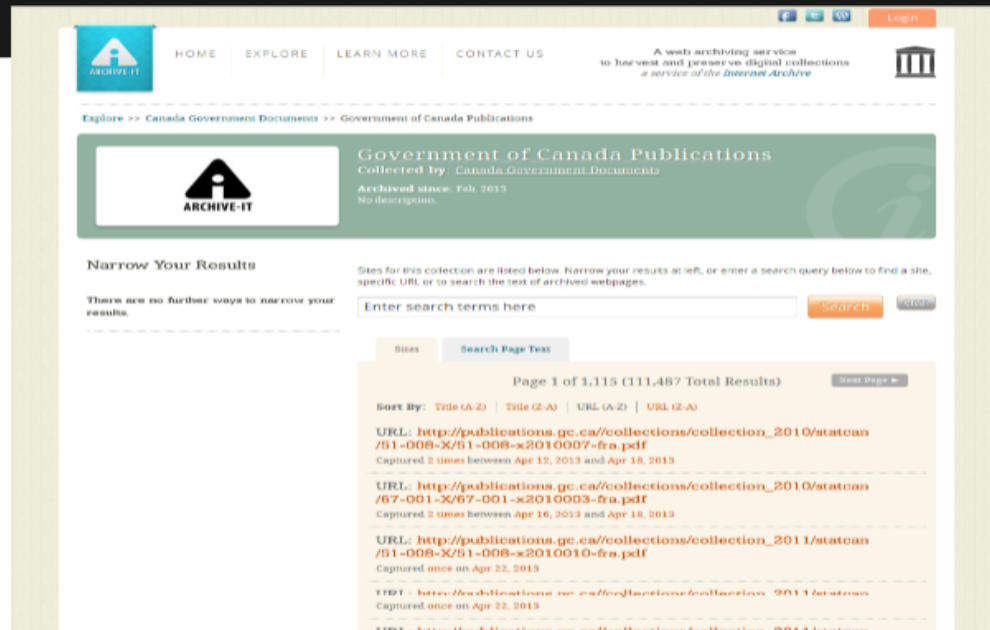 Login
ARCHIVE-IT
HOME
EXPLORE
LEARN MORE
CONTACT US
A web archiving service
to harvest and preserve digital collections
a service of the Internet Archive
Explore >> Canada Government Documents >> Government of Canada Publications
ARCHIVE-IT
Government of Canada Publications
Collected by: Canada Government Documents
Archived since: Feb, 2013
No description.
Narrow Your Results
There are no further ways to narrow your
results.
Sites for this collection are listed below. Narrow your results at left, or enter a search query below to find a site,
specific URL or to search the text of archived webpages.
Enter search terms here
Search
Sites
Search Page Text
Page 1 of 1,115 (111,487 Total Results)
Next Page ►
Sort By: Title (A-Z) | Title (Z-A) | URL (A-Z) | URL (Z-A)
URL: http://publications.gc.ca//collections/collection_2010/statcan
/51-008-X/51-008-x2010007-fra.pdf
Captured 2 times between Apr 12, 2013 and Apr 18, 2013
URL: http://publications.gc.ca//collections/collection_2010/statcan
/67-001-X/67-001-x2010003-fra.pdf
Captured 2 times between Apr 16, 2013 and Apr 18, 2013
URL: http://publications.gc.ca//collections/collection_2011/statcan
/51-008-X/51-008-x2010010-fra.pdf
Captured once on Apr 22, 2013
URL: http://publications.gc.ca//collections/collection_2011/statcan
Captured once on Apr 22, 2013